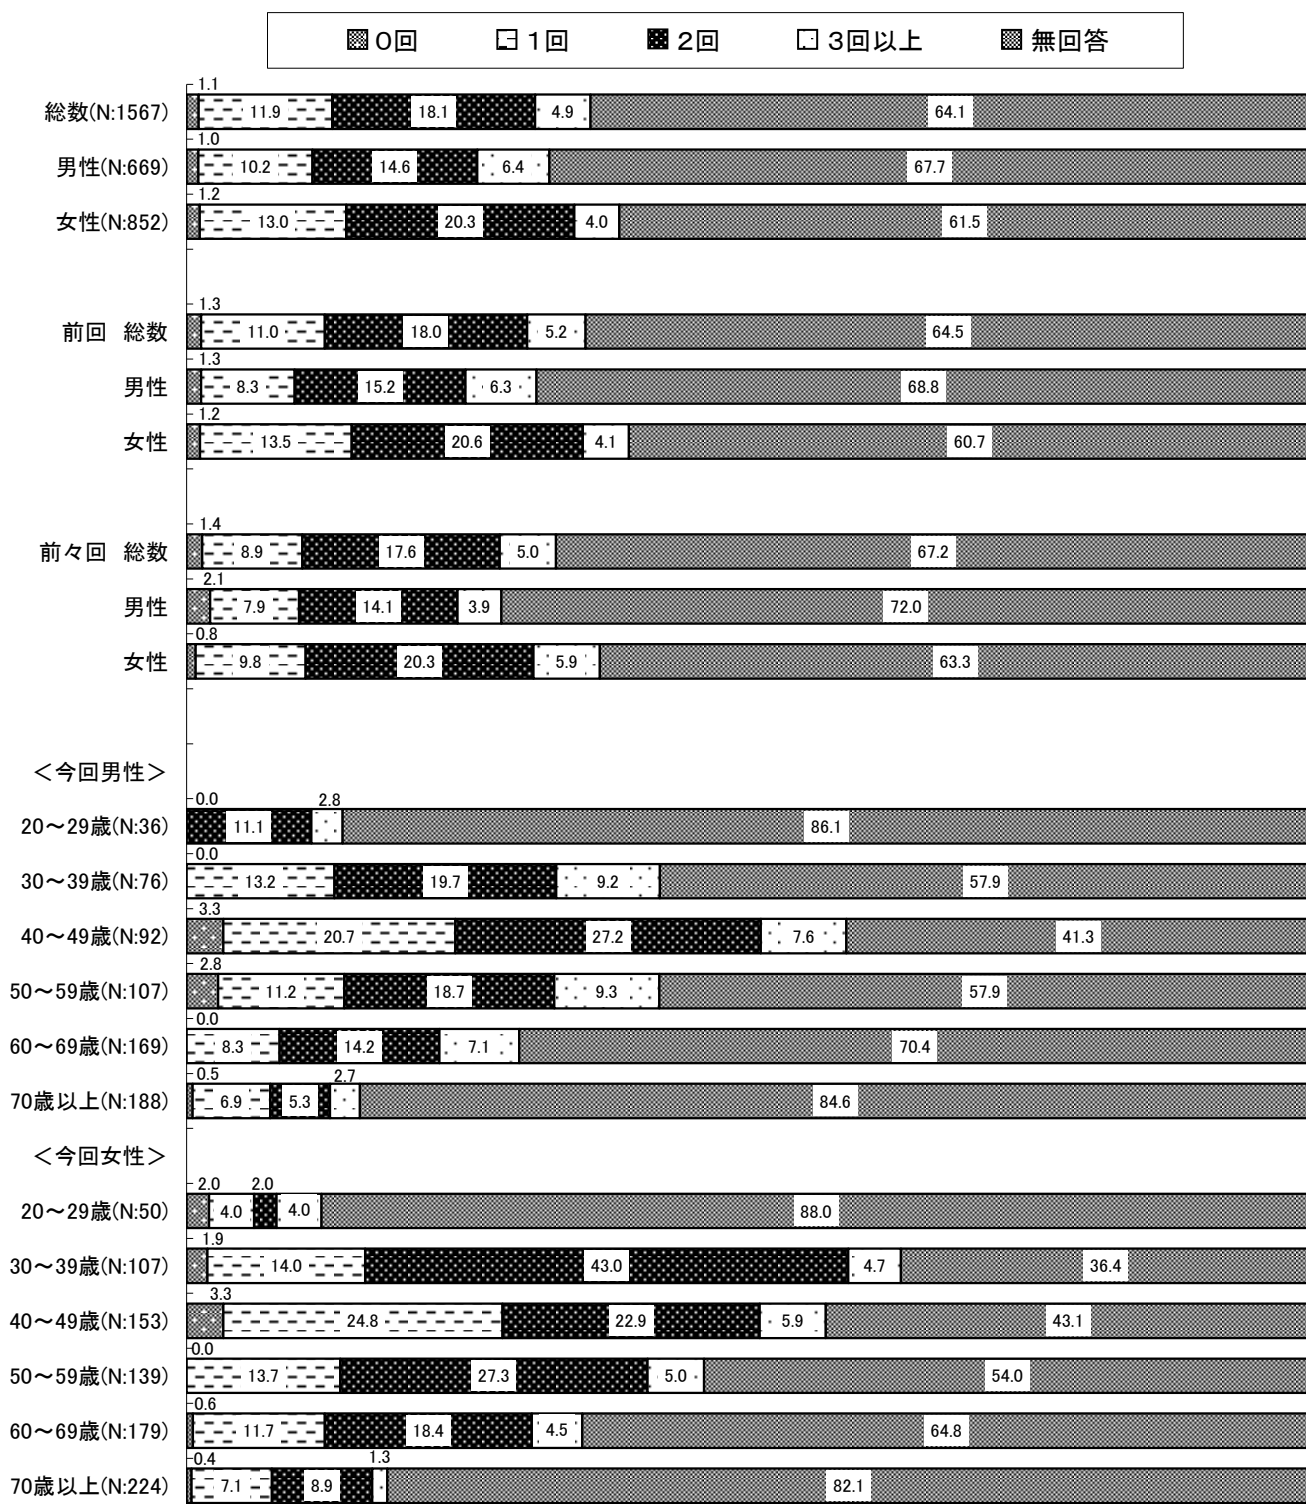 0回 1回 2回 3回以上 無回答
1.1
総数(N:1567) 11.9 18.1 4.9 64.1
1.0
男性(N:669) 10.2 14.6 6.4 67.7
1.2
女性(N:852) 13.0 20.3 4.0 61.5
1.3
前回　総数 11.0 18.0 5.2 64.5
1.3
男性 8.3 15.2 6.3 68.8
1.2
女性 13.5 20.6 4.1 60.7
1.4
前々回　総数 8.9 17.6 5.0 67.2
2.1
男性 7.9 14.1 3.9 72.0
0.8
女性 9.8 20.3 5.9 63.3
＜今回男性＞
0.0 2.8
20～29歳(N:36) 11.1 86.1
0.0
30～39歳(N:76) 13.2 19.7 9.2 57.9
3.3
40～49歳(N:92) 20.7 27.2 7.6 41.3
2.8
50～59歳(N:107) 11.2 18.7 9.3 57.9
0.0
60～69歳(N:169) 8.3 14.2 7.1 70.4
0.5 2.7
70歳以上(N:188) 6.9 5.3 84.6
＜今回女性＞
2.0 2.0
20～29歳(N:50) 4.0 4.0 88.0
1.9
30～39歳(N:107) 14.0 43.0 4.7 36.4
3.3
40～49歳(N:153) 24.8 22.9 5.9 43.1
0.0
50～59歳(N:139) 13.7 27.3 5.0 54.0
0.6
60～69歳(N:179) 11.7 18.4 4.5 64.8
0.4 1.3
70歳以上(N:224) 7.1 8.9 82.1